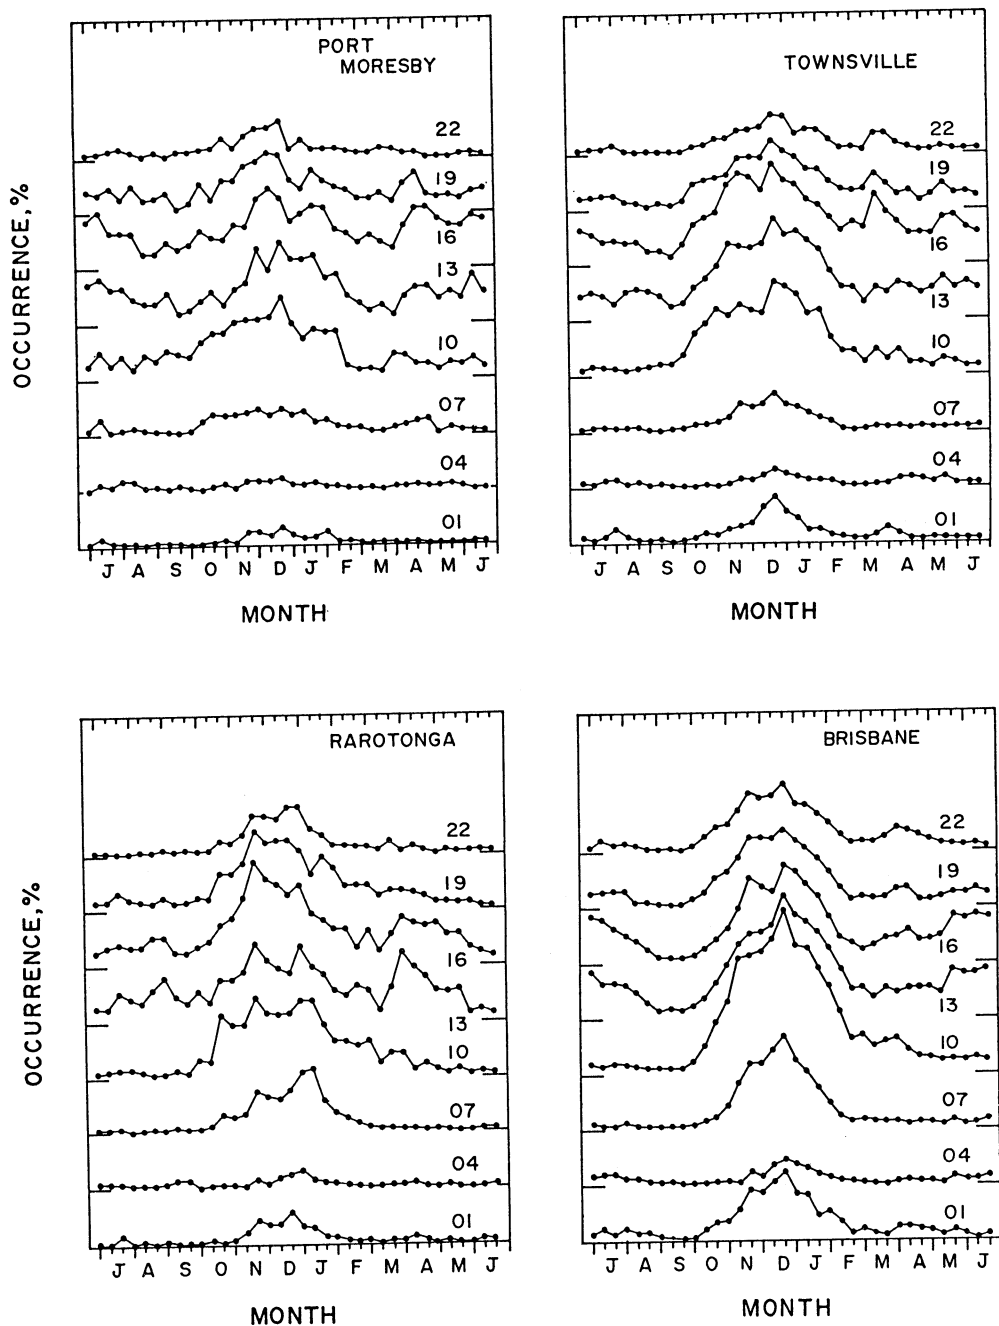 PORT
MORESBY
22
19
16
13
10
07
04
01
OCCURRENCE, %
J A S O N D J F M A M J
MONTH
TOWNSVILLE
22
19
16
13
10
07
04
01
J A S O N D J F M A M J
MONTH
RAROTONGA
22
19
16
13
10
07
04
01
OCCURRENCE, %
J A S O N D J F M A M J
MONTH
BRISBANE
22
19
16
13
10
07
04
01
J A S O N D J F M A M J
MONTH